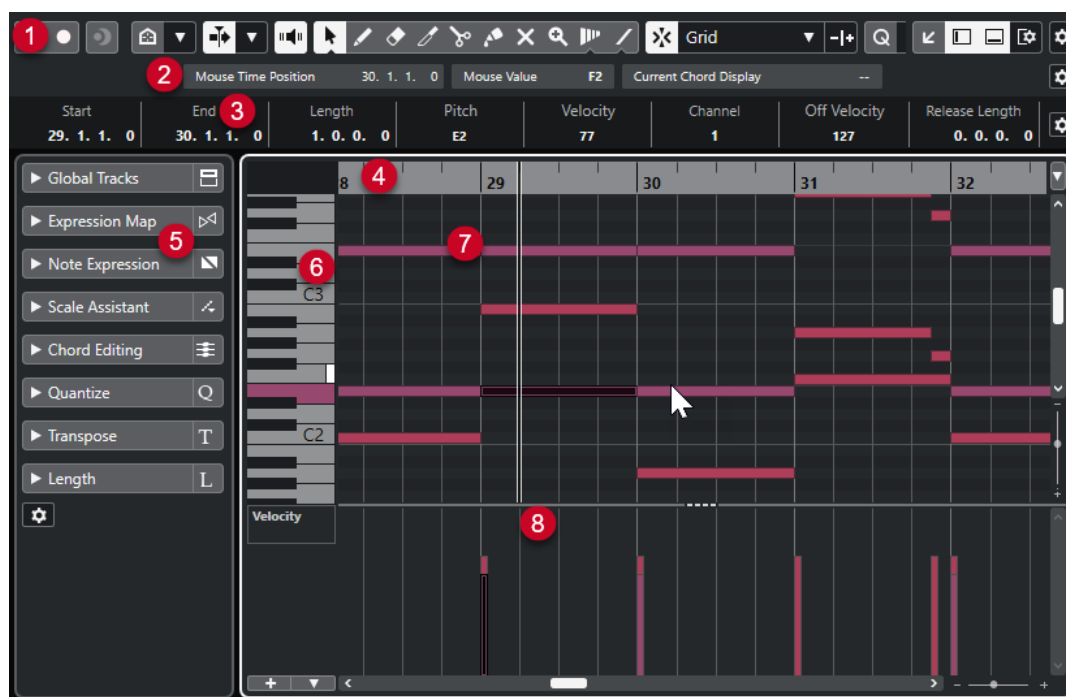 1 Grid Q
2 Mouse Time Position 30. 1. 1. 0 Mouse Value F2 Current Chord Display --
Start End 3 Length Pitch Velocity Channel Off Velocity Release Length
29. 1. 1. 0 30. 1. 1. 0 1. 0. 0. 0 E2 77 1 127 0. 0. 0. 0
Global Tracks
8 4 29 30 31 32
Expression Map
5
7
Note Expression
6
C3
Scale Assistant
Chord Editing
Quantize Q
Transpose T
C2
Length L
Velocity
8